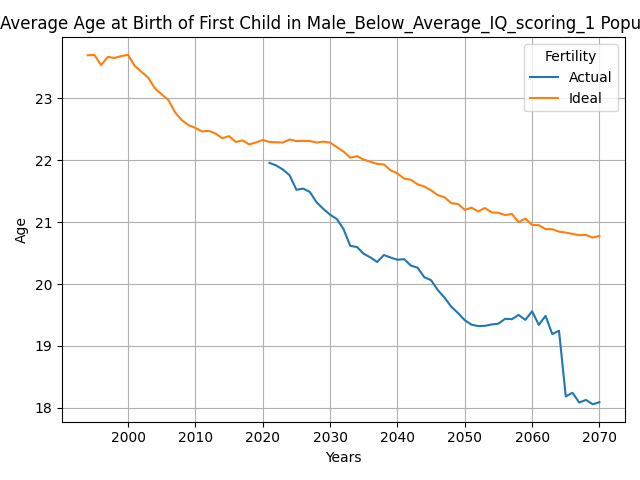 Average Age at Birth of First Child in Male_Below_Average_IQ_scoring_1 Popu
Fertility
Actual
Ideal
Age
23
22
21
20
19
18
2000 2010 2020 2030 2040 2050 2060 2070
Years